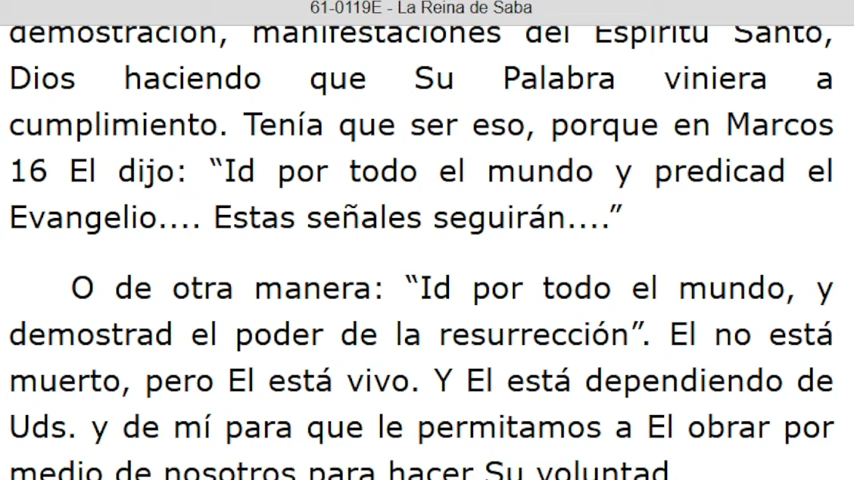 61-0119E - La Reina de Saba
demostración, manifestaciones del Espíritu Santo,
Dios haciendo que Su Palabra viniera a
cumplimiento. Tenía que ser eso, porque en Marcos
16 El dijo: “Id por todo el mundo y predicad el
Evangelio.... Estas señales seguirán....”
O de otra manera: “Id por todo el mundo, y
demostrad el poder de la resurrección”. El no está
muerto, pero El está vivo. Y El está dependiendo de
Uds. y de mí para que le permitamos a El obrar por
medio de nosotros para hacer Su voluntad